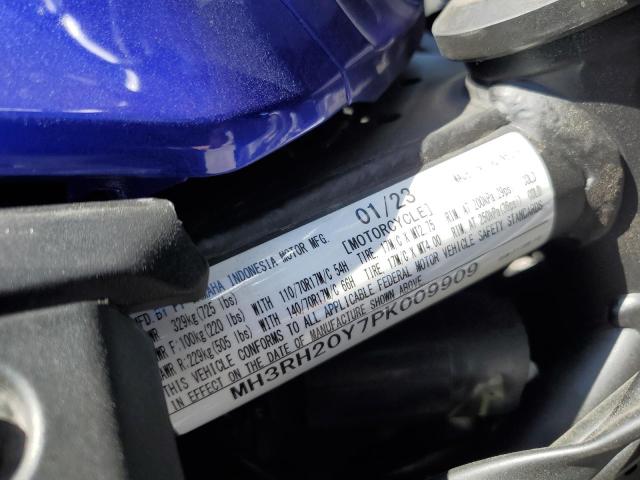 01/23
MFD BY PT YAMAHA INDONESIA MOTOR MFG. [MOTORCYCLE]
329kg(725 lbs) WITH 110/70R17M/C 54H TIRE, 17M/C X MT2.75 RIM, AT 200kPa 29psi COLD
F:100kg(220 lbs) WITH 140/70R17M/C 66H TIRE, 17M/C X MT4.00 RIM, AT 250kPa 36psi COLD
R:229kg(505 lbs)
THIS VEHICLE CONFORMS TO ALL APPLICABLE FEDERAL MOTOR VEHICLE SAFETY STANDARDS
IN EFFECT ON THE DATE OF MANUFACTURE SHOWN ABOVE
MH3RH20Y7PK009909